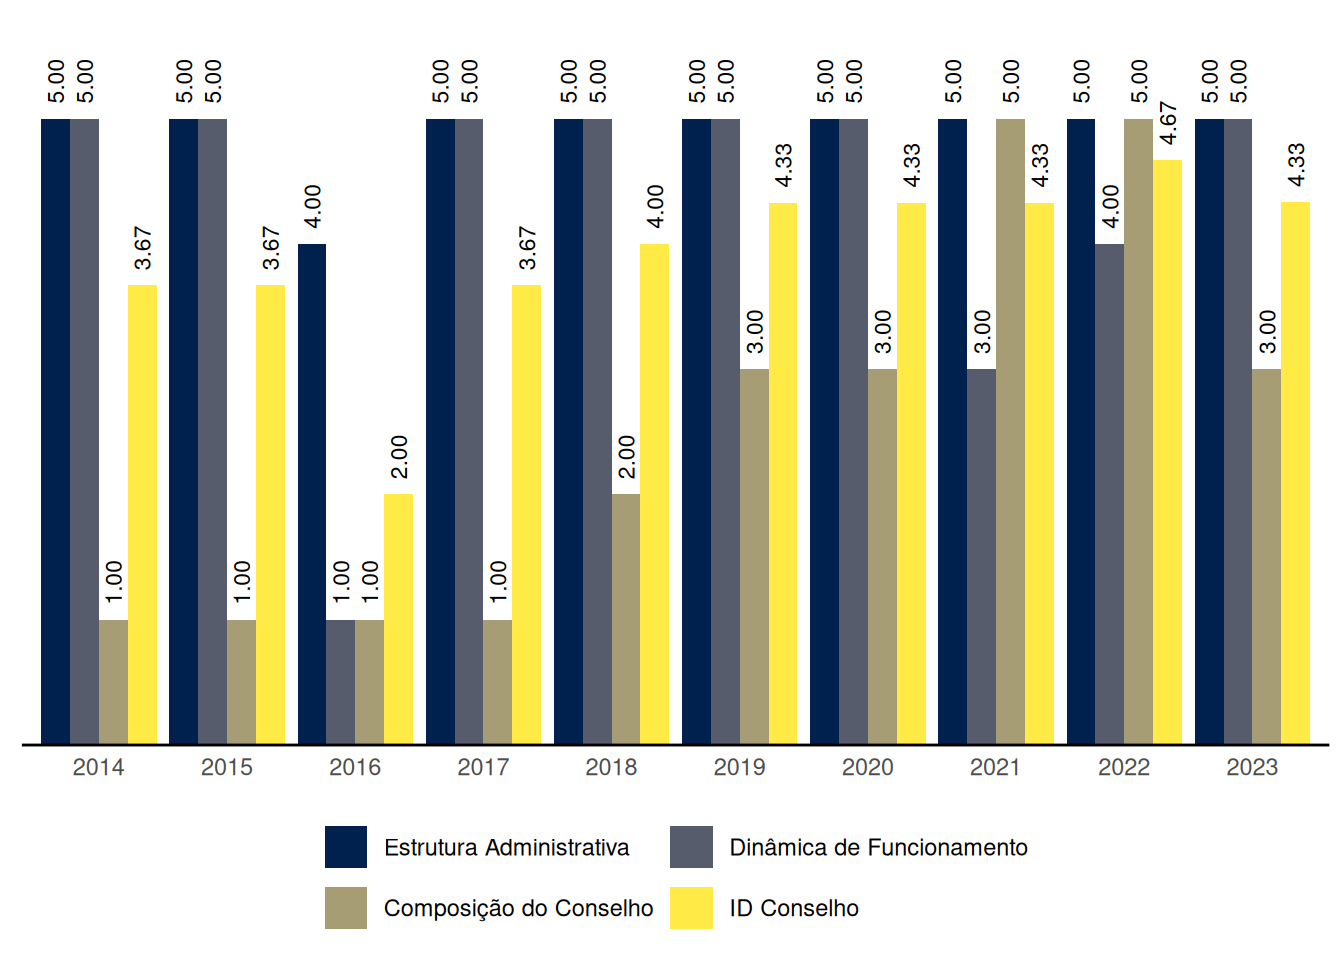 5.00 5.00 1.00 3.67
5.00 5.00 1.00 3.67
4.00 1.00 1.00 2.00
5.00 5.00 1.00 3.67
5.00 5.00 2.00 4.00
5.00 5.00 3.00 4.33
5.00 5.00 3.00 4.33
5.00 3.00 5.00 4.33
5.00 4.00 5.00 4.67
5.00 5.00 3.00 4.33
2014 2015 2016 2017 2018 2019 2020 2021 2022 2023
Estrutura Administrativa Dinâmica de Funcionamento
Composição do Conselho ID Conselho